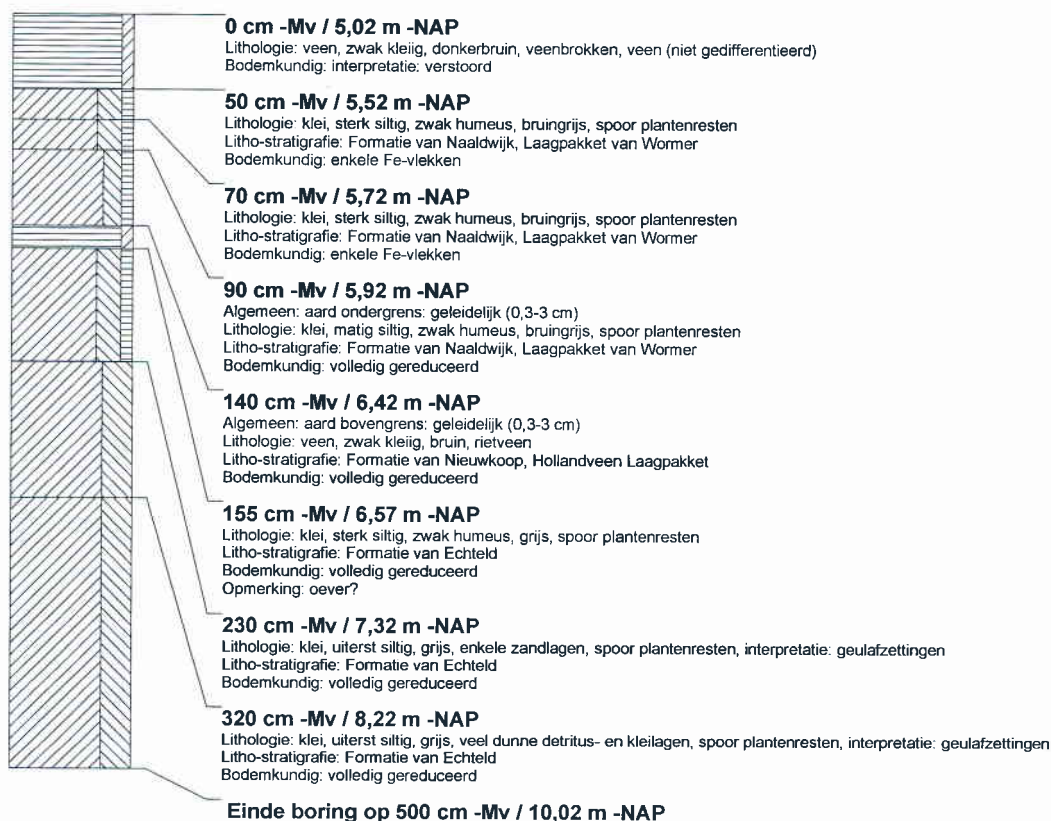 0 cm -Mv / 5,02 m -NAP
Lithologie: veen, zwak kleiig, donkerbruin, veenbrokken, veen (niet gedifferentieerd)
Bodemkundig: interpretatie: verstoord
50 cm -Mv / 5,52 m -NAP
Lithologie: klei, sterk siltig, zwak humeus, bruingrijs, spoor plantenresten
Litho-stratigrafie: Formatie van Naaldwijk, Laagpakket van Wormer
Bodemkundig: enkele Fe-vlekken
70 cm -Mv / 5,72 m -NAP
Lithologie: klei, sterk siltig, zwak humeus, bruingrijs, spoor plantenresten
Litho-stratigrafie: Formatie van Naaldwijk, Laagpakket van Wormer
Bodemkundig: enkele Fe-vlekken
90 cm -Mv / 5,92 m -NAP
Algemeen: aard ondergrens: geleidelijk (0,3-3 cm)
Lithologie: klei, matig siltig, zwak humeus, bruingrijs, spoor plantenresten
Litho-stratigrafie: Formatie van Naaldwijk, Laagpakket van Wormer
Bodemkundig: volledig gereduceerd
140 cm -Mv / 6,42 m -NAP
Algemeen: aard bovengrens: geleidelijk (0,3-3 cm)
Lithologie: veen, zwak kleiig, bruin, rietveen
Litho-stratigrafie: Formatie van Nieuwkoop, Hollandveen Laagpakket
Bodemkundig: volledig gereduceerd
155 cm -Mv / 6,57 m -NAP
Lithologie: klei, sterk siltig, zwak humeus, grijs, spoor plantenresten
Litho-stratigrafie: Formatie van Echteld
Bodemkundig: volledig gereduceerd
Opmerking: oever?
230 cm -Mv / 7,32 m -NAP
Lithologie: klei, uiterst siltig, grijs, enkele zandlagen, spoor plantenresten, interpretatie: geulafzettingen
Litho-stratigrafie: Formatie van Echteld
Bodemkundig: volledig gereduceerd
320 cm -Mv / 8,22 m -NAP
Lithologie: klei, uiterst siltig, grijs, veel dunne detritus- en kleilagen, spoor plantenresten, interpretatie: geulafzettingen
Litho-stratigrafie: Formatie van Echteld
Bodemkundig: volledig gereduceerd
Einde boring op 500 cm -Mv / 10,02 m -NAP